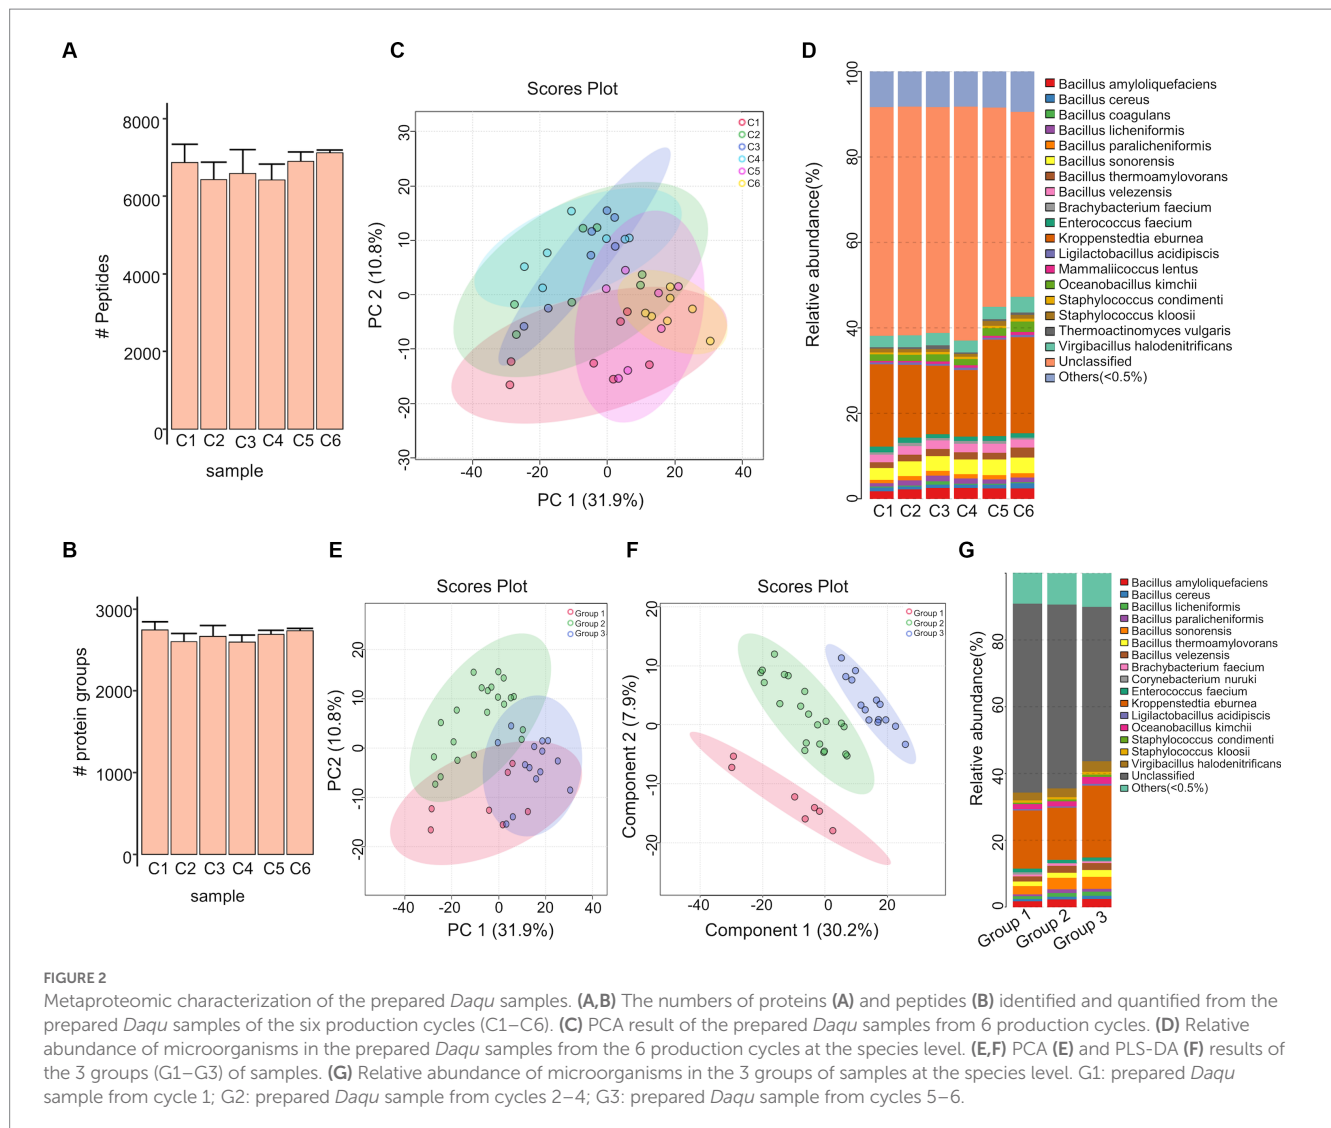 A
# Peptides
8000
6000
4000
2000
0
C1 C2 C3 C4 C5 C6
sample
C
Scores Plot
PC 2 (10.8%)
30
20
10
0
-10
-20
-30
-40 -20 0 20 40
PC 1 (31.9%)
C1
C2
C3
C4
C5
C6
D
Relative abundance(%)
100
80
60
40
20
0
C1 C2 C3 C4 C5 C6
Bacillus amyloliquefaciens
Bacillus cereus
Bacillus coagulans
Bacillus licheniformis
Bacillus paralicheniformis
Bacillus sonorensis
Bacillus thermoamylovorans
Bacillus velezensis
Brachybacterium faecium
Enterococcus faecium
Kroppenstedtia eburnea
Ligilactobacillus acidipiscis
Mammaliicoccus lentus
Oceanobacillus kimchii
Staphylococcus condimenti
Staphylococcus kloosii
Thermoactinomyces vulgaris
Virgibacillus halodenitrificans
Unclassified
Others(<0.5%)
B
# protein groups
3000
2000
1000
0
C1 C2 C3 C4 C5 C6
sample
E
Scores Plot
PC2 (10.8%)
20
10
0
-10
-20
-40 -20 0 20 40
PC 1 (31.9%)
Group 1
Group 2
Group 3
F
Scores Plot
Component 2 (7.9%)
20
10
0
-10
-20
-40 -20 0 20 40
Component 1 (30.2%)
Group 1
Group 2
Group 3
G
Relative abundance(%)
80
60
40
20
0
Group 1 Group 2 Group 3
Bacillus amyloliquefaciens
Bacillus cereus
Bacillus licheniformis
Bacillus paralicheniformis
Bacillus sonorensis
Bacillus thermoamylovorans
Bacillus velezensis
Brachybacterium faecium
Corynebacterium nuruki
Enterococcus faecium
Kroppenstedtia eburnea
Ligilactobacillus acidipiscis
Oceanobacillus kimchii
Staphylococcus condimenti
Staphylococcus kloosii
Virgibacillus halodenitrificans
Unclassified
Others(<0.5%)
FIGURE 2
Metaproteomic characterization of the prepared Daqu samples. (A,B) The numbers of proteins (A) and peptides (B) identified and quantified from the
prepared Daqu samples of the six production cycles (C1–C6). (C) PCA result of the prepared Daqu samples from 6 production cycles. (D) Relative
abundance of microorganisms in the prepared Daqu samples from the 6 production cycles at the species level. (E,F) PCA (E) and PLS-DA (F) results of
the 3 groups (G1–G3) of samples. (G) Relative abundance of microorganisms in the 3 groups of samples at the species level. G1: prepared Daqu
sample from cycle 1; G2: prepared Daqu sample from cycles 2–4; G3: prepared Daqu sample from cycles 5–6.